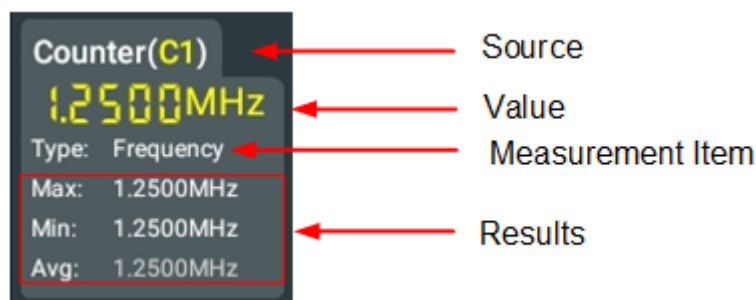 Counter(C1) Source
1.2500MHz Value
Type: Frequency Measurement Item
Max: 1.2500MHz
Min: 1.2500MHz Results
Avg: 1.2500MHz